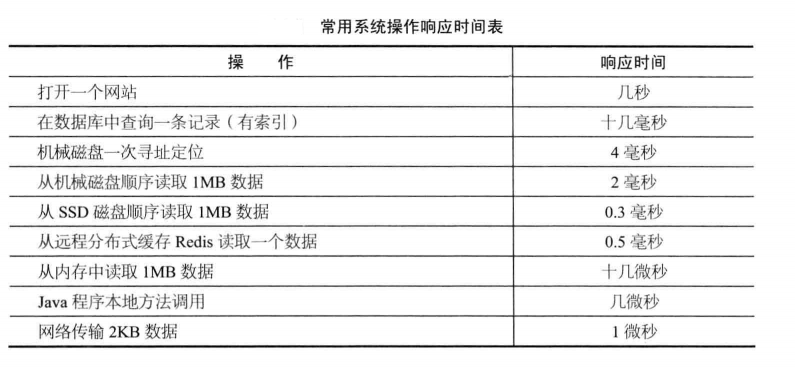 常用系统操作响应时间表
操 作 响应时间
打开一个网站 几秒
在数据库中查询一条记录（有索引） 十几毫秒
机械磁盘一次寻址定位 4 毫秒
从机械磁盘顺序读取 1MB 数据 2 毫秒
从 SSD 磁盘顺序读取 1MB 数据 0.3 毫秒
从远程分布式缓存 Redis 读取一个数据 0.5 毫秒
从内存中读取 1MB 数据 十几微秒
Java 程序本地方法调用 几微秒
网络传输 2KB 数据 1 微秒